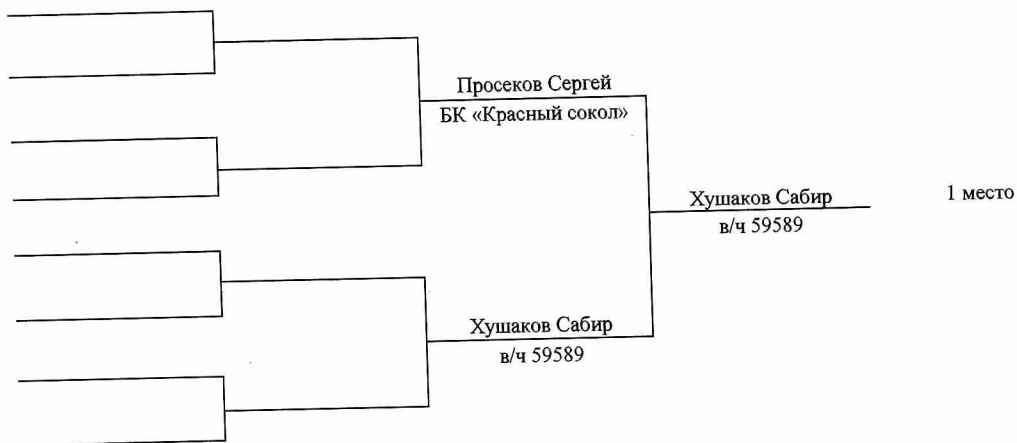 Просеков Сергей
БК «Красный сокол»
Хушаков Сабир
в/ч 59589
1 место
Хушаков Сабир
в/ч 59589